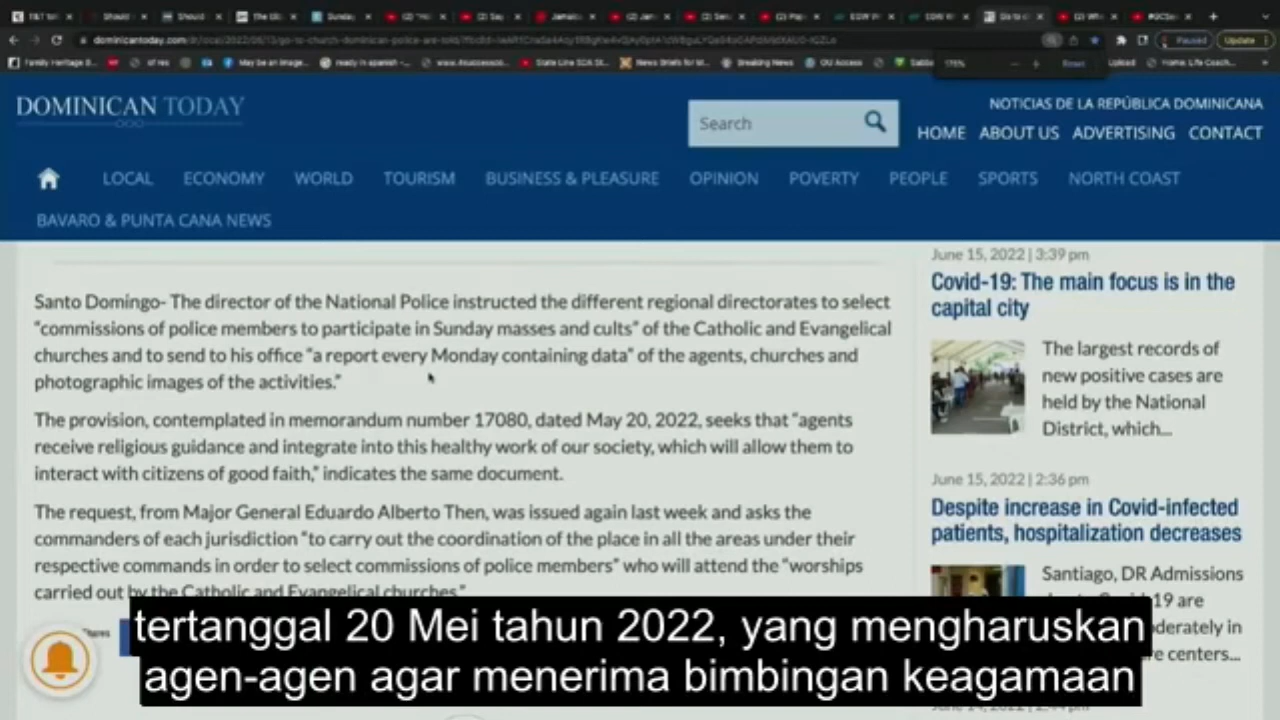 dominicantoday.com
Paused
Update
175%
Reset
DOMINICAN TODAY
Search
NOTICIAS DE LA REPÚBLICA DOMINICANA
HOME ABOUT US ADVERTISING CONTACT
LOCAL ECONOMY WORLD TOURISM BUSINESS & PLEASURE OPINION POVERTY PEOPLE SPORTS NORTH COAST
BAVARO & PUNTA CANA NEWS
Santo Domingo- The director of the National Police instructed the different regional directorates to select
“commissions of police members to participate in Sunday masses and cults” of the Catholic and Evangelical
churches and to send to his office “a report every Monday containing data” of the agents, churches and
photographic images of the activities.”
The provision, contemplated in memorandum number 17080, dated May 20, 2022, seeks that “agents
receive religious guidance and integrate into this healthy work of our society, which will allow them to
interact with citizens of good faith,” indicates the same document.
The request, from Major General Eduardo Alberto Then, was issued again last week and asks the
commanders of each jurisdiction “to carry out the coordination of the place in all the areas under their
respective commands in order to select commissions of police members” who will attend the “worships
carried out by the Catholic and Evangelical churches.”
June 15, 2022 | 3:39 pm
Covid-19: The main focus is in the
capital city
The largest records of
new positive cases are
held by the National
District, which...
June 15, 2022 | 2:36 pm
Despite increase in Covid-infected
patients, hospitalization decreases
Santiago, DR Admissions
19 are
derately in
e centers...
tertanggal 20 Mei tahun 2022, yang mengharuskan
agen-agen agar menerima bimbingan keagamaan